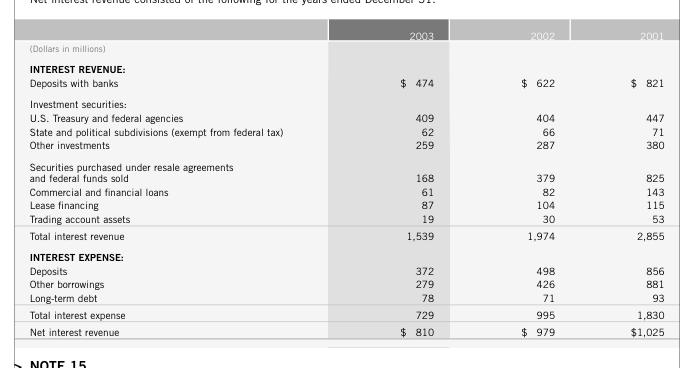 Net interest revenue consisted of the following for the years ended December 31:
2003 2002 2001
(Dollars in millions)
INTEREST REVENUE:
Deposits with banks $ 474 $ 622 $ 821
Investment securities:
U.S. Treasury and federal agencies 409 404 447
State and political subdivisions (exempt from federal tax) 62 66 71
Other investments 259 287 380
Securities purchased under resale agreements
and federal funds sold 168 379 825
Commercial and financial loans 61 82 143
Lease financing 87 104 115
Trading account assets 19 30 53
Total interest revenue 1,539 1,974 2,855
INTEREST EXPENSE:
Deposits 372 498 856
Other borrowings 279 426 881
Long-term debt 78 71 93
Total interest expense 729 995 1,830
Net interest revenue $ 810 $ 979 $1,025
> NOTE 15